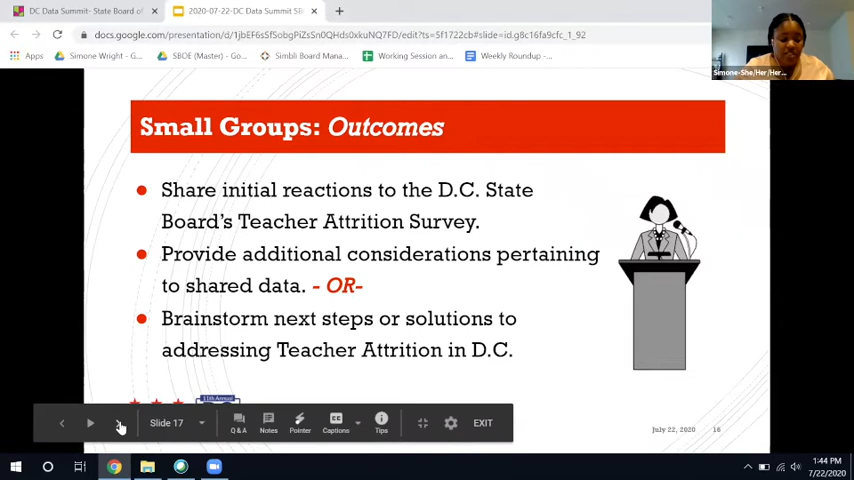 DC Data Summit- State Board of
2020-07-22-DC Data Summit SB
docs.google.com/presentation/d/1jbEF6sSfSobgPiZsSn0QHds0xkuNQ7FD/edit?ts=5f1722cb#slide=id.g8c16fa9cfc_1_92
Apps
Simone Wright - Go...
SBOE (Master) - Go...
Simbli Board Mana...
Working Session an...
Weekly Roundup -...
Simone-She/Her/Her...
Small Groups: Outcomes
Share initial reactions to the D.C. State
Board's Teacher Attrition Survey.
Provide additional considerations pertaining
to shared data. - OR-
Brainstorm next steps or solutions to
addressing Teacher Attrition in D.C.
11th Annual
Slide 17
Q & A
Notes
Pointer
Captions
Tips
EXIT
July 22, 2020
16
1:44 PM
7/22/2020